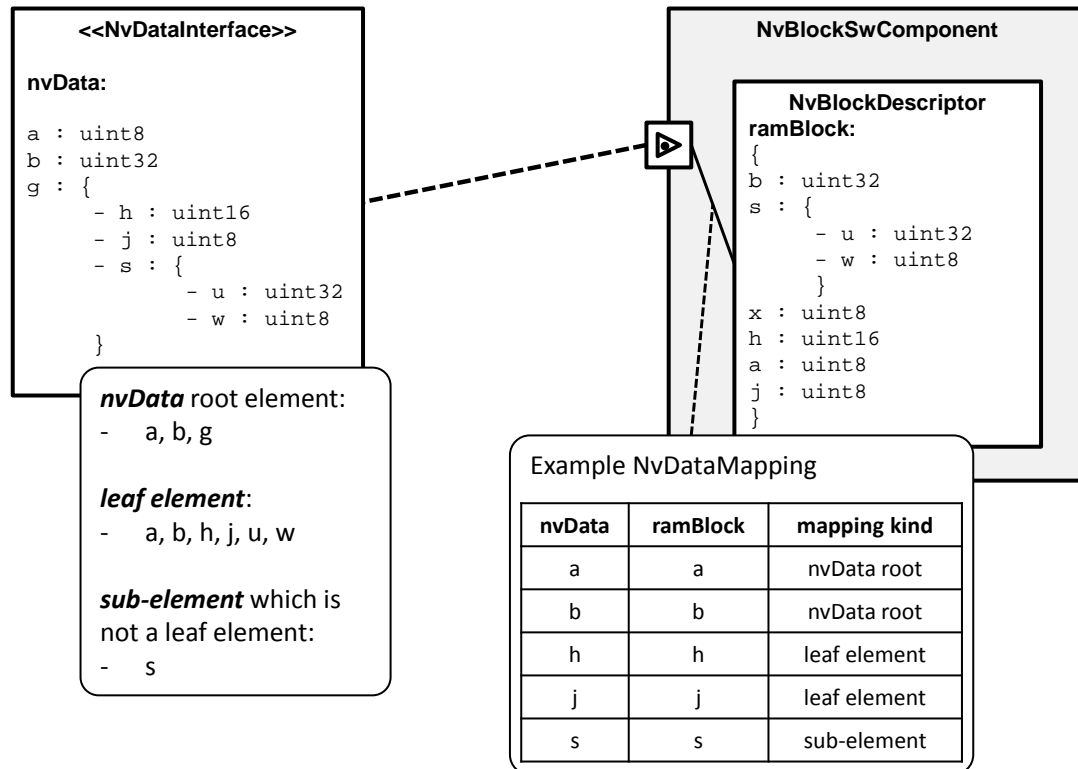 <<NvDataInterface>>
nvData:
a : uint8
b : uint32
g : {
- h : uint16
- j : uint8
- s : {
- u : uint32
- w : uint8
}
nvData root element:
- a, b, g
leaf element:
- a, b, h, j, u, w
sub-element which is
not a leaf element:
- s
NvBlockSwComponent
NvBlockDescriptor
ramBlock:
{
b : uint32
s : {
- u : uint32
- w : uint8
}
x : uint8
h : uint16
a : uint8
j : uint8
}
Example NvDataMapping
nvData ramBlock mapping kind
a a nvData root
b b nvData root
h h leaf element
j j leaf element
s s sub-element